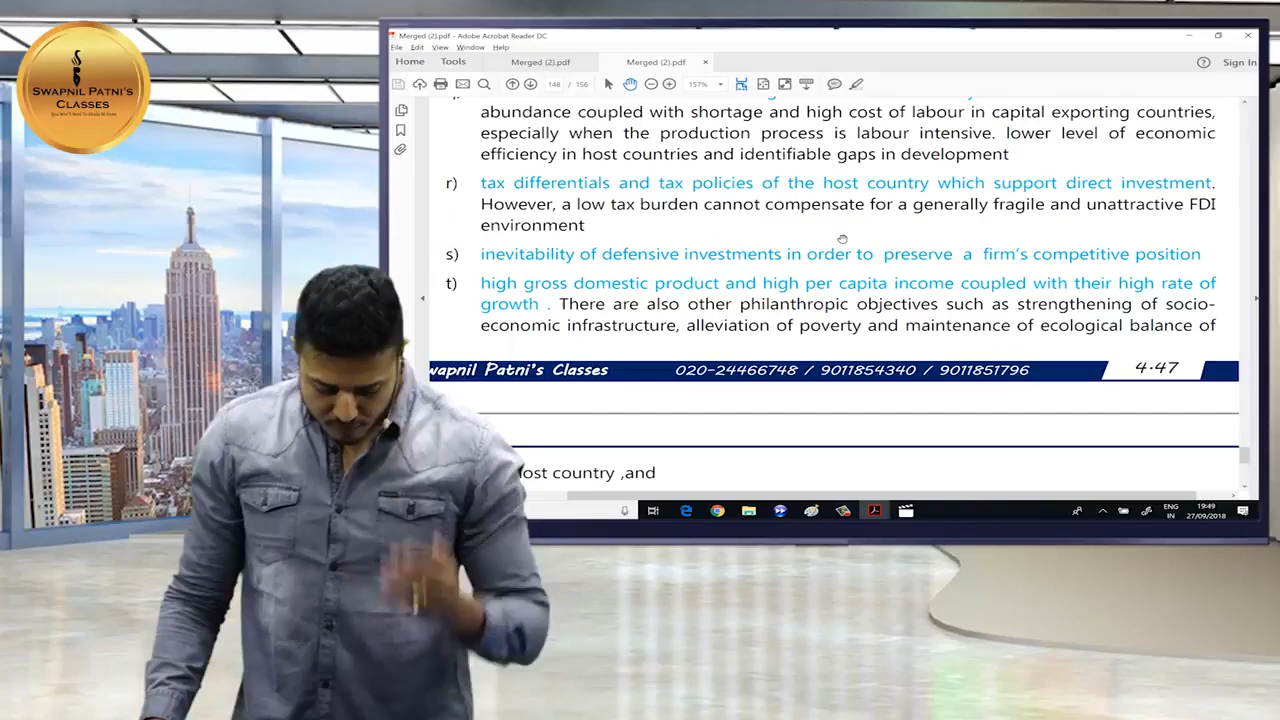 SWAPNIL PATNI'S
CLASSES
You Won't Need To Study At Home
Merged (2).pdf - Adobe Acrobat Reader DC
File Edit View Window Help
Home Tools Merged (2).pdf Merged (2).pdf × Sign In
148 / 156 157%
abundance coupled with shortage and high cost of labour in capital exporting countries,
especially when the production process is labour intensive. lower level of economic
efficiency in host countries and identifiable gaps in development
r) tax differentials and tax policies of the host country which support direct investment.
However, a low tax burden cannot compensate for a generally fragile and unattractive FDI
environment
s) inevitability of defensive investments in order to preserve a firm's competitive position
t) high gross domestic product and high per capita income coupled with their high rate of
growth . There are also other philanthropic objectives such as strengthening of socio-
economic infrastructure, alleviation of poverty and maintenance of ecological balance of
wapnil Patni's Classes 020-24466748 / 9011854340 / 9011851796 4.47
lost country ,and
ENG
IN
19:49
27/09/2018